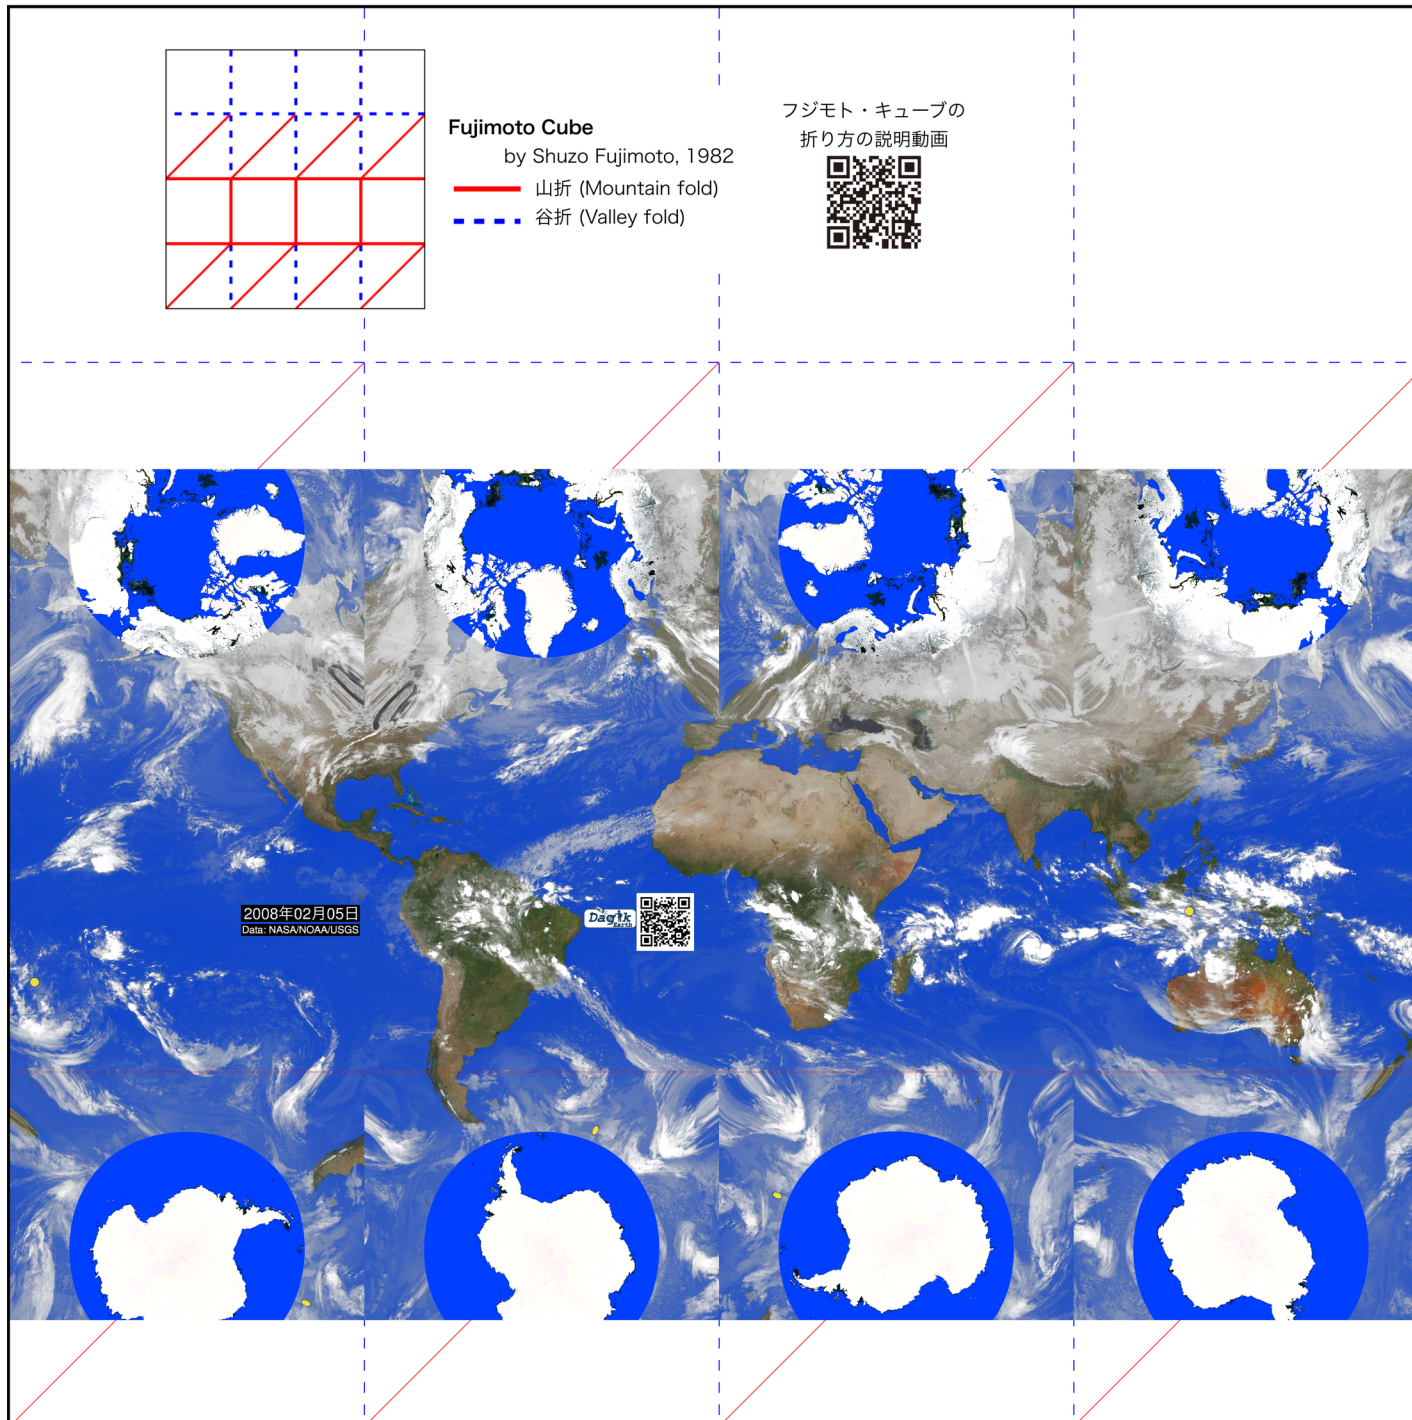 Fujimoto Cube
by Shuzo Fujimoto, 1982
山折 (Mountain fold)
谷折 (Valley fold)
フジモト・キューブの
折り方の説明動画
2008年02月05日
Data: NASA/NOAA/USGS
Dagik
Earth